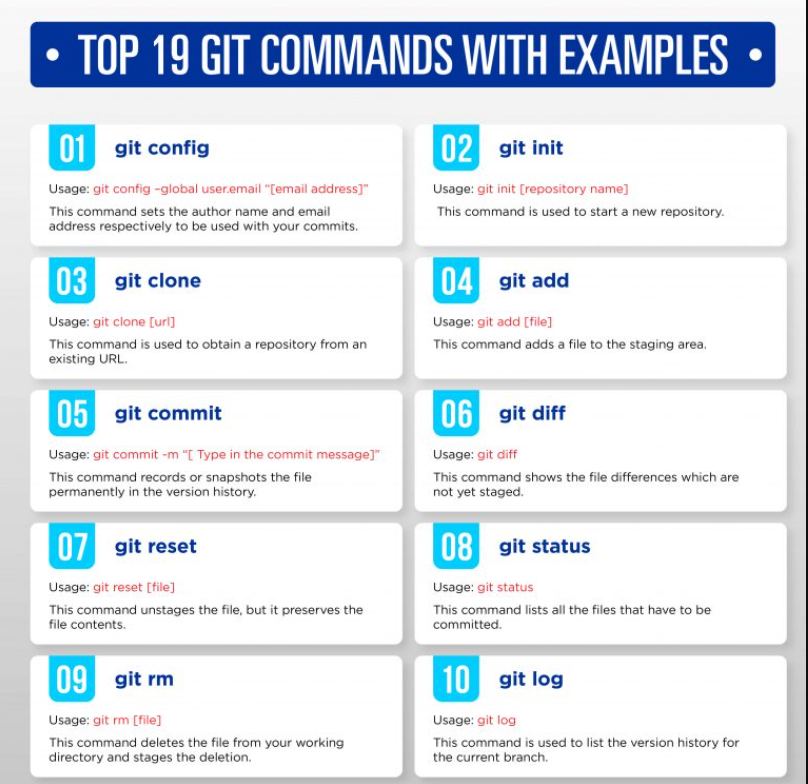 • TOP 19 GIT COMMANDS WITH EXAMPLES •
01 git config
Usage: git config –global user.email “[email address]”
This command sets the author name and email
address respectively to be used with your commits.
02 git init
Usage: git init [repository name]
This command is used to start a new repository.
03 git clone
Usage: git clone [url]
This command is used to obtain a repository from an
existing URL.
04 git add
Usage: git add [file]
This command adds a file to the staging area.
05 git commit
Usage: git commit -m “[ Type in the commit message]”
This command records or snapshots the file
permanently in the version history.
06 git diff
Usage: git diff
This command shows the file differences which are
not yet staged.
07 git reset
Usage: git reset [file]
This command unstages the file, but it preserves the
file contents.
08 git status
Usage: git status
This command lists all the files that have to be
committed.
09 git rm
Usage: git rm [file]
This command deletes the file from your working
directory and stages the deletion.
10 git log
Usage: git log
This command is used to list the version history for
the current branch.